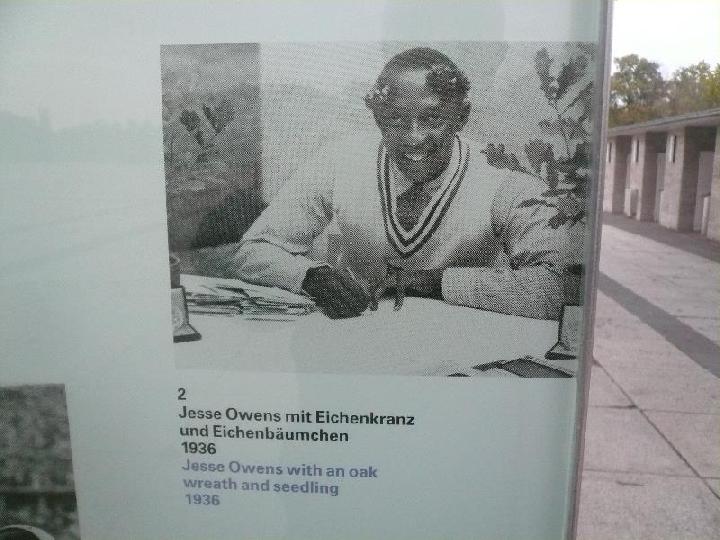 2
Jesse Owens mit Eichenkranz
und Eichenbäumchen
1936
Jesse Owens with an oak
wreath and seedling
1936